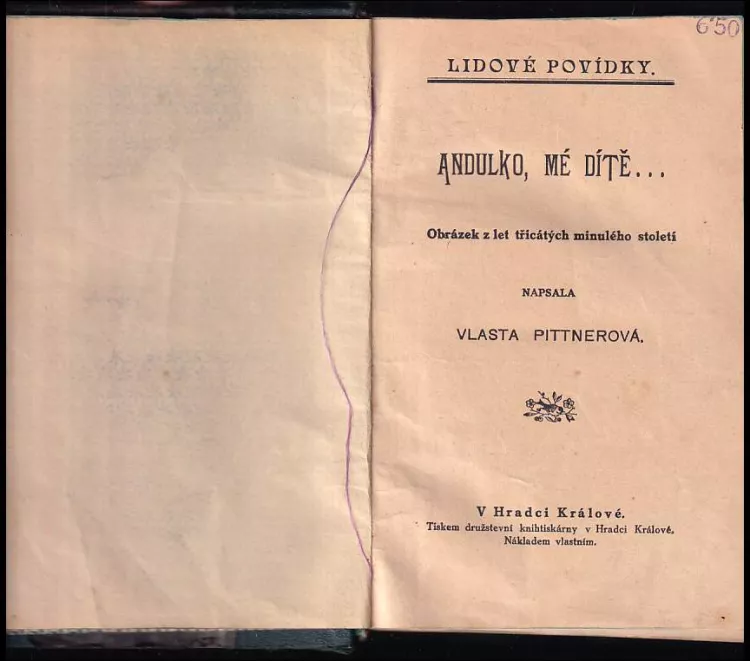 6'50
LIDOVÉ POVÍDKY.
ANDULKO, MÉ DÍTĚ...
Obrázek z let třicátých minulého století
NAPSALA
VLASTA PITTNEROVÁ.
V Hradci Králové.
Tiskem družstevní knihtiskárny v Hradci Králové.
Nákladem vlastním.